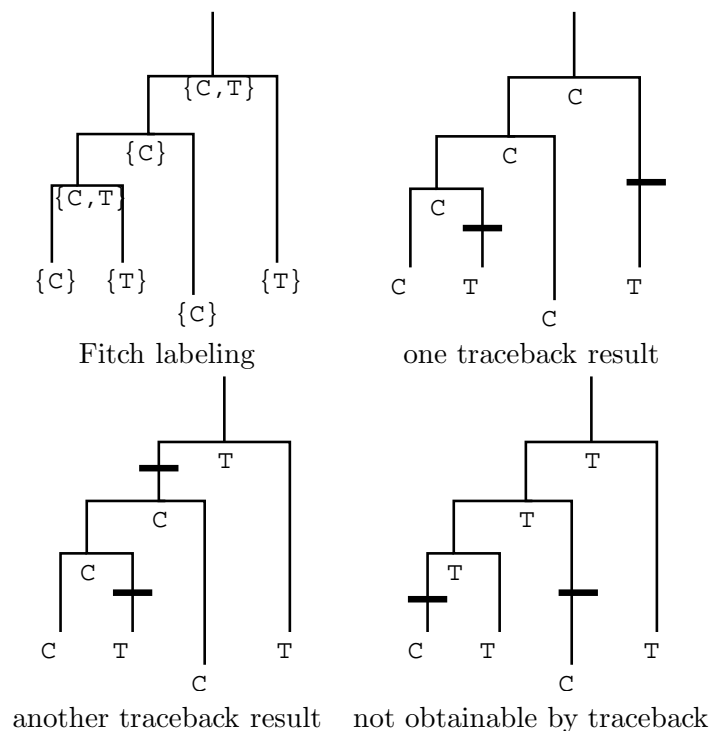 {C,T}
{C}
{C,T}
{C} {T} {T}
{C}
Fitch labeling
C
C
C
C T T
C
one traceback result
T
C
C
C T T
C
another traceback result
T
T
T
C T T
C
not obtainable by traceback